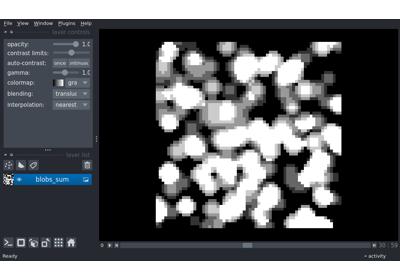 File View Window Plugins Help
layer controls
opacity: 1.0
contrast limits:
auto-contrast: once continuous
gamma: 1.0
colormap: gray
blending: translu
interpolation: nearest
layer list
blobs_sum
0 30 59
Ready activity